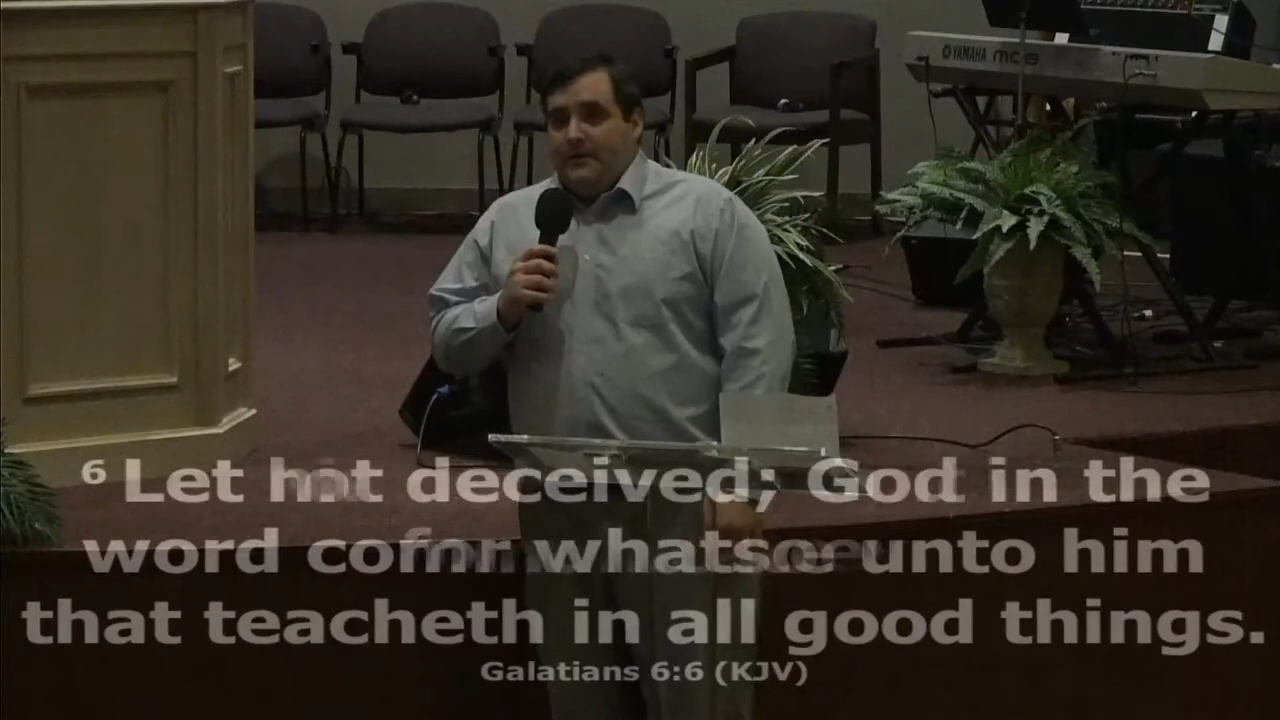 YAMAHA MO8
6 Let deceived; God in the
word unto him
that teacheth in all good things.
Galatians 6:6 (KJV)